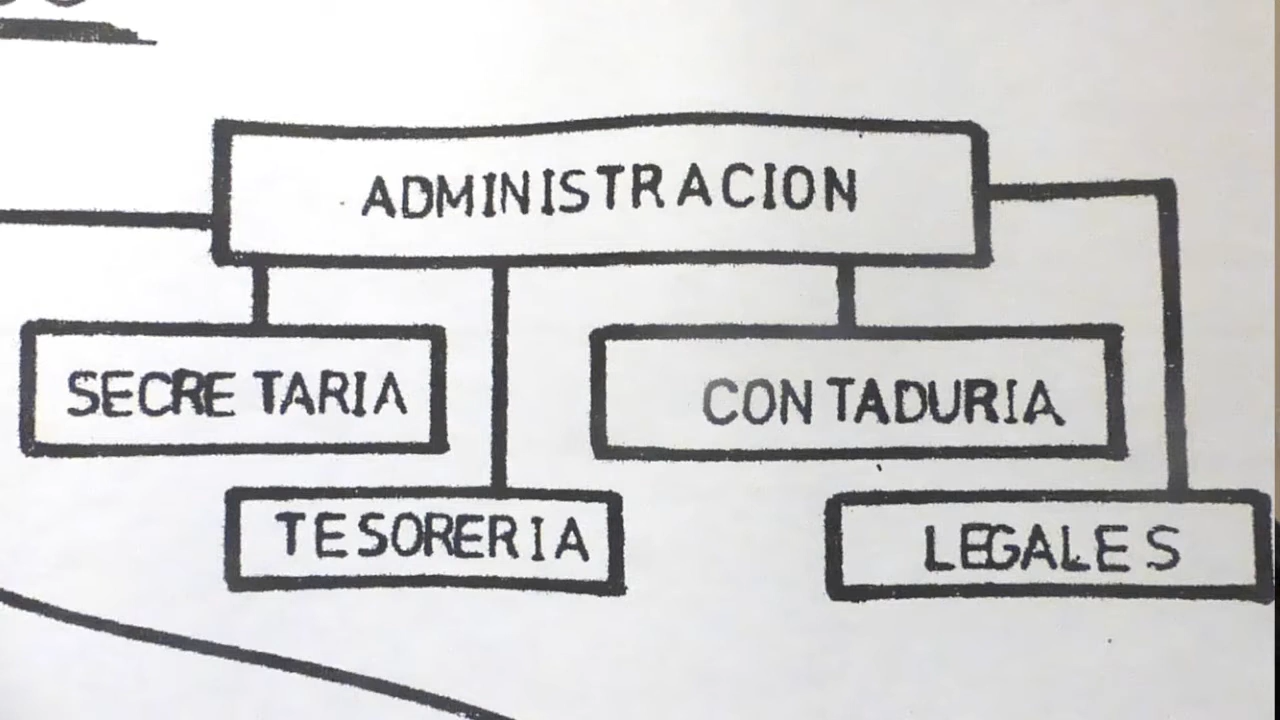 ADMINISTRACION
SECRETARIA
CONTADURIA
TESORERIA
LEGALES